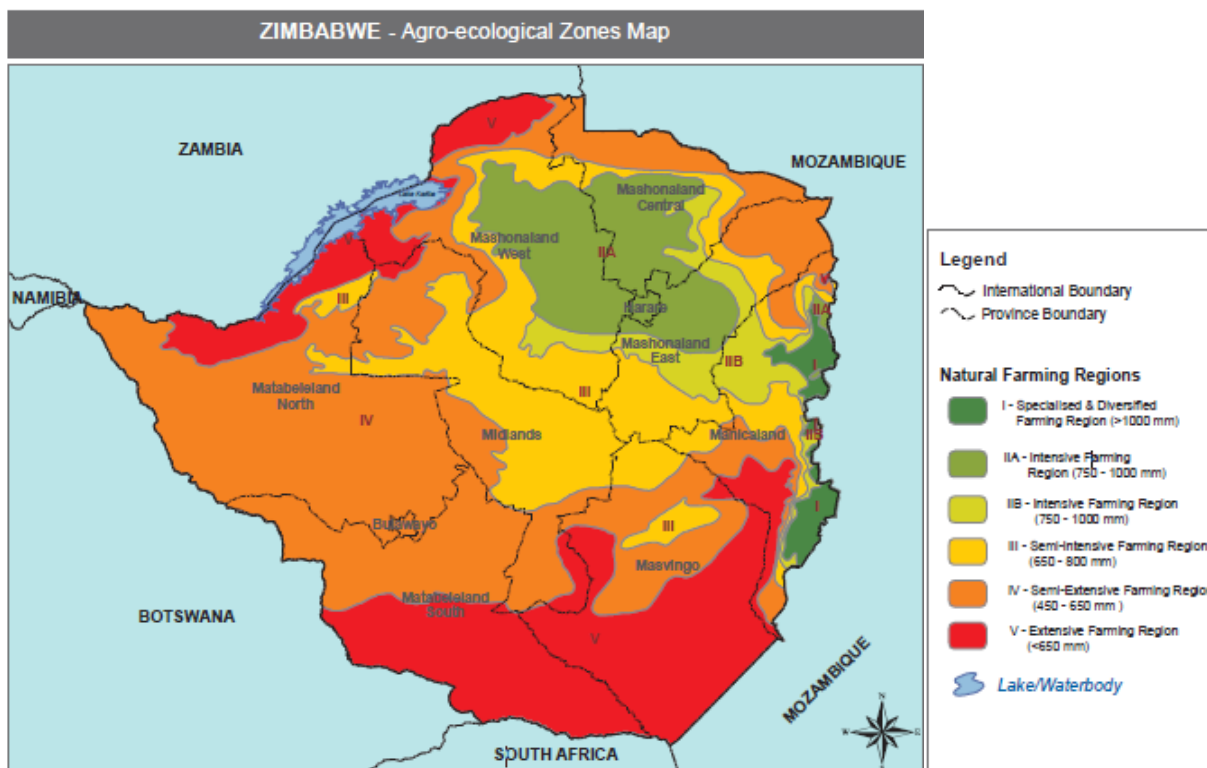 ZIMBABWE - Agro-ecological Zones Map
ZAMBIA
MOZAMBIQUE
NAMIBIA
BOTSWANA
SOUTH AFRICA
MOZAMBIQUE
V
Mashonaland
Central
Mashonaland
West
IIA
V
III
Harare
V
IIA
Mashonaland
East
IIB
I
Matabeleland
North
IV
III
Midlands
Manicaland
IIB
Bulawayo
III
I
Masvingo
Matabeleland
South
V
N
W
E
S
Legend
International Boundary
Province Boundary
Natural Farming Regions
I - Specialised & Diversified
Farming Region (>1000 mm)
IIA - Intensive Farming
Region (750 - 1000 mm)
IIB - Intensive Farming Region
(750 - 1000 mm)
III - Semi-Intensive Farming Region
(650 - 800 mm)
IV - Semi-Extensive Farming Region
(450 - 650 mm )
V - Extensive Farming Region
(<650 mm)
Lake/Waterbody